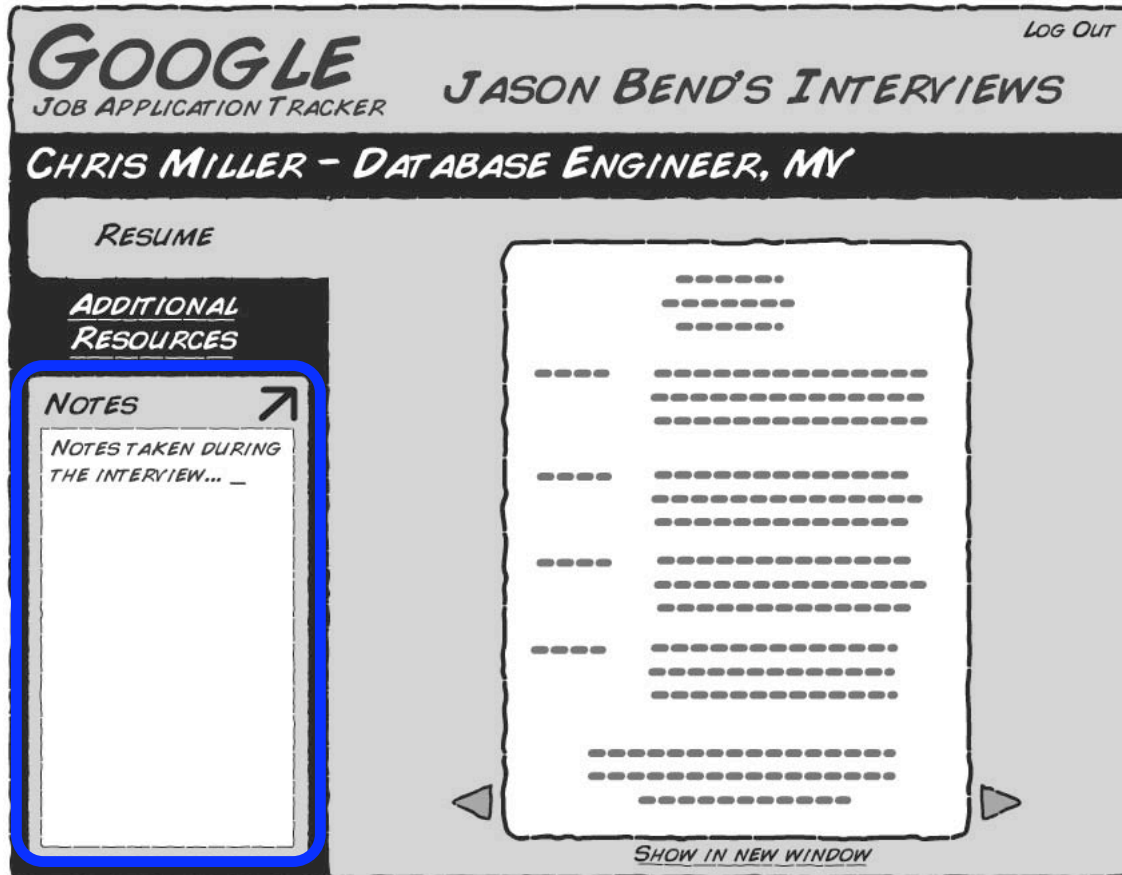 LOG OUT
GOOGLE
JOB APPLICATION TRACKER
JASON BEND'S INTERVIEWS
CHRIS MILLER - DATABASE ENGINEER, MV
RESUME
ADDITIONAL
RESOURCES
NOTES
NOTES TAKEN DURING
THE INTERVIEW... _
SHOW IN NEW WINDOW